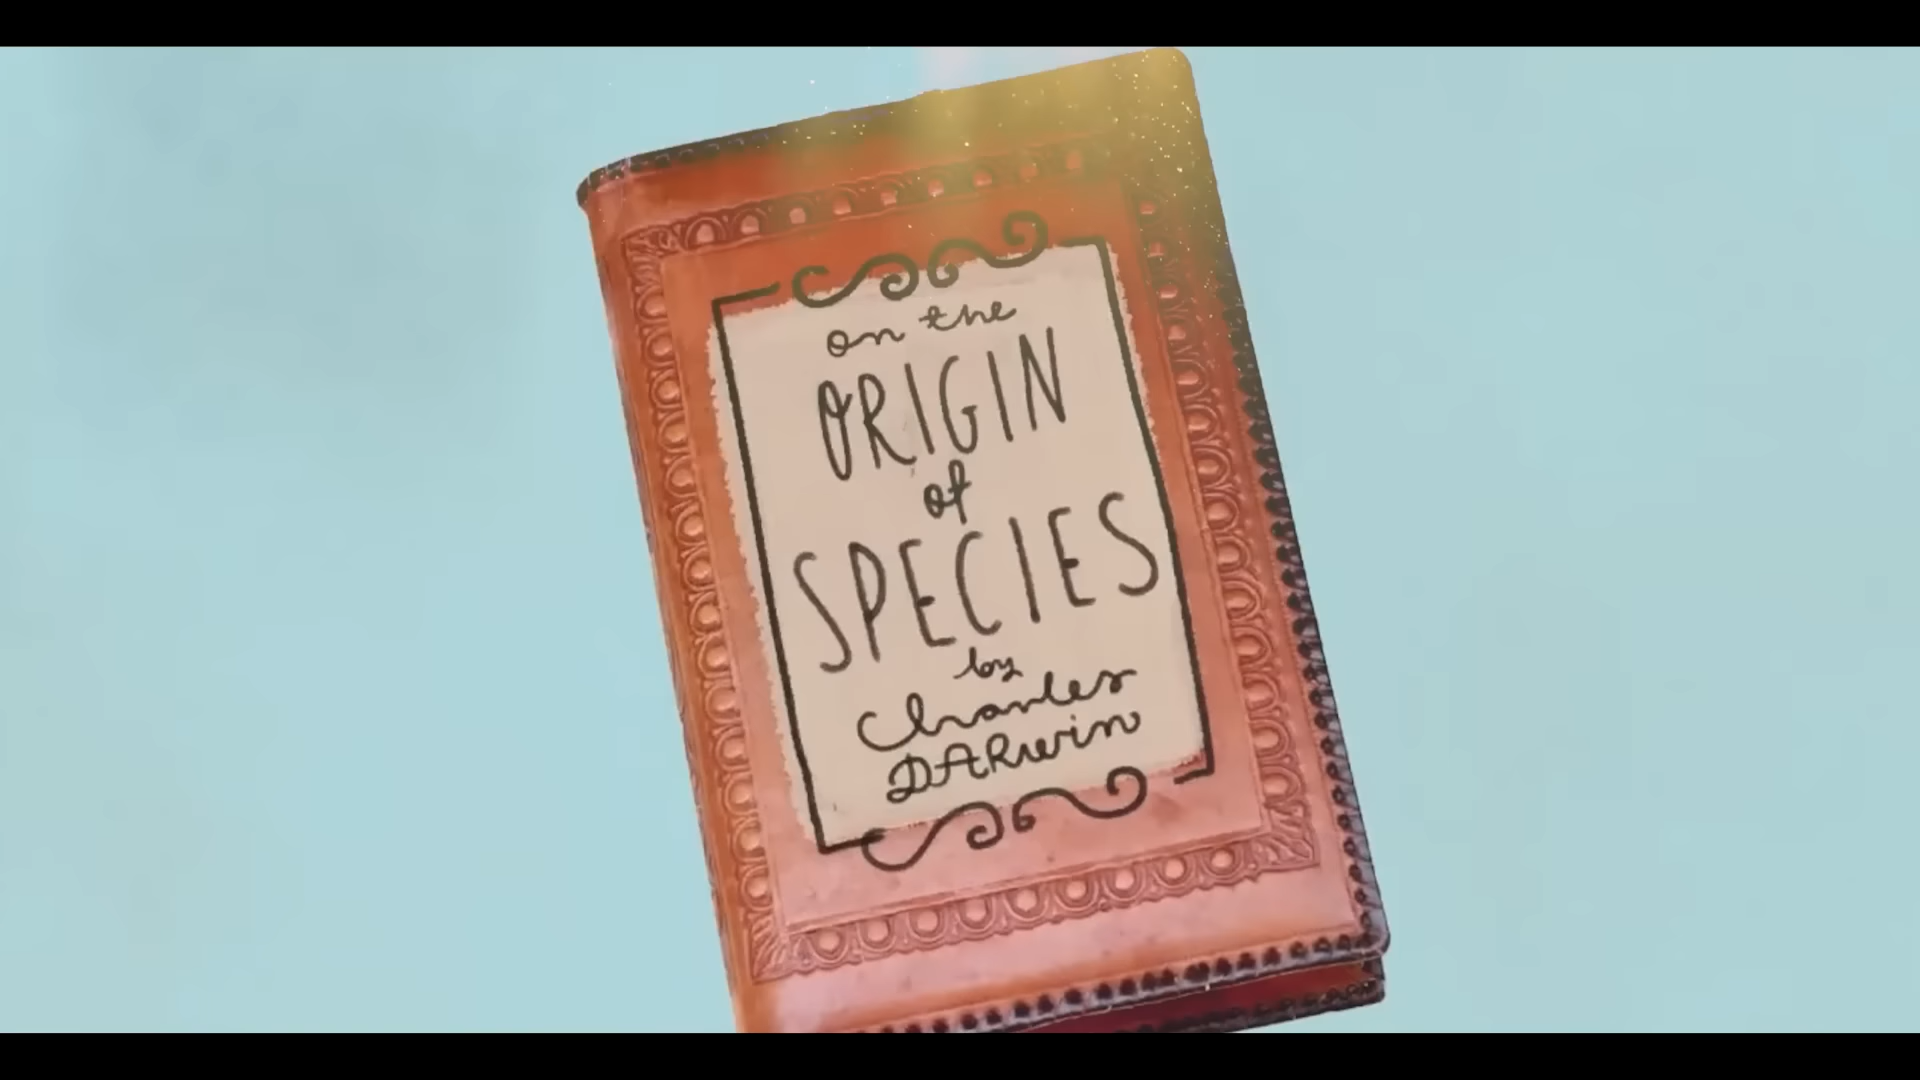 on the
ORIGIN
of
SPECIES
by
Charles
DARwin